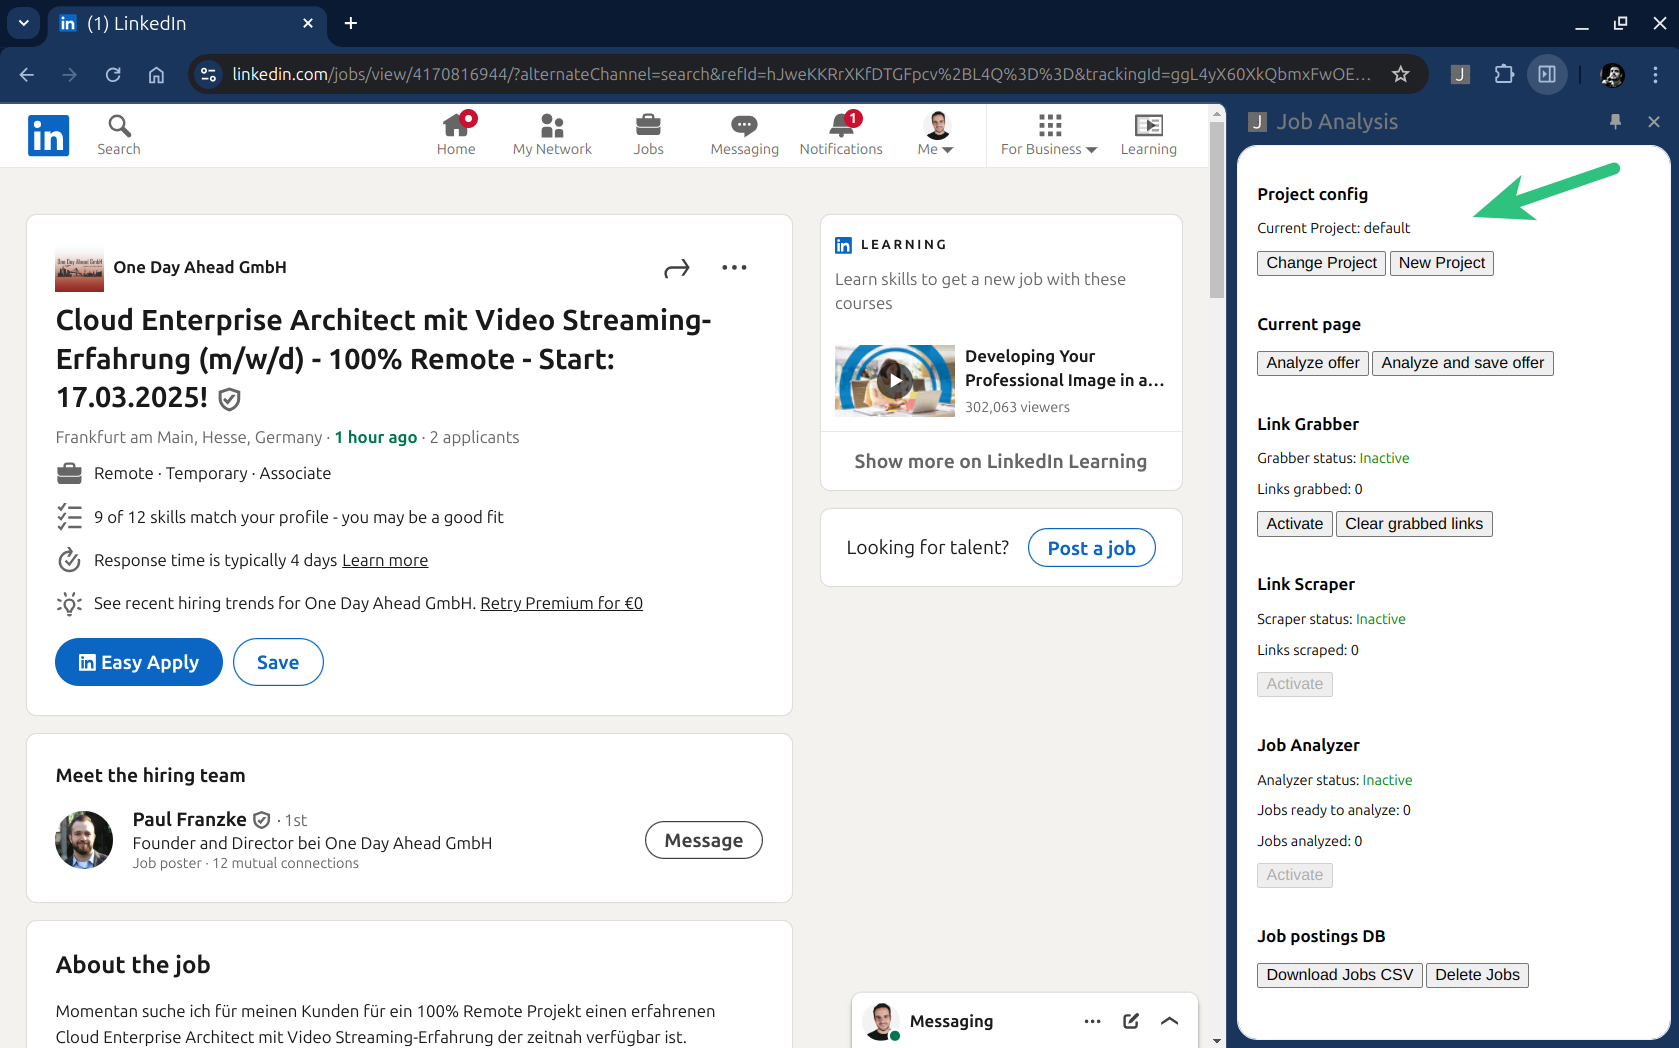 (1) LinkedIn
linkedin.com/jobs/view/4170816944/?alternateChannel=search&refId=hJweKKRrXKfDTGFpcv%2BL4Q%3D%3D&trackingId=ggL4yX60XkQbmxFwOE...
J
in
Search
Home
My Network
Jobs
Messaging
1
Notifications
Me
For Business
Learning
One Day Ahead GmbH
One Day Ahead GmbH
Cloud Enterprise Architect mit Video Streaming-
Erfahrung (m/w/d) - 100% Remote - Start:
17.03.2025!
Frankfurt am Main, Hesse, Germany · 1 hour ago · 2 applicants
Remote · Temporary · Associate
9 of 12 skills match your profile - you may be a good fit
Response time is typically 4 days Learn more
See recent hiring trends for One Day Ahead GmbH. Retry Premium for €0
in Easy Apply
Save
Meet the hiring team
Paul Franzke · 1st
Founder and Director bei One Day Ahead GmbH
Job poster · 12 mutual connections
Message
About the job
Momentan suche ich für meinen Kunden für ein 100% Remote Projekt einen erfahrenen
Cloud Enterprise Architect mit Video Streaming-Erfahrung der zeitnah verfügbar ist.
in LEARNING
Learn skills to get a new job with these
courses
Developing Your
Professional Image in a...
302,063 viewers
Show more on LinkedIn Learning
Looking for talent?
Post a job
Messaging
J Job Analysis
Project config
Current Project: default
Change Project
New Project
Current page
Analyze offer
Analyze and save offer
Link Grabber
Grabber status: Inactive
Links grabbed: 0
Activate
Clear grabbed links
Link Scraper
Scraper status: Inactive
Links scraped: 0
Activate
Job Analyzer
Analyzer status: Inactive
Jobs ready to analyze: 0
Jobs analyzed: 0
Activate
Job postings DB
Download Jobs CSV
Delete Jobs